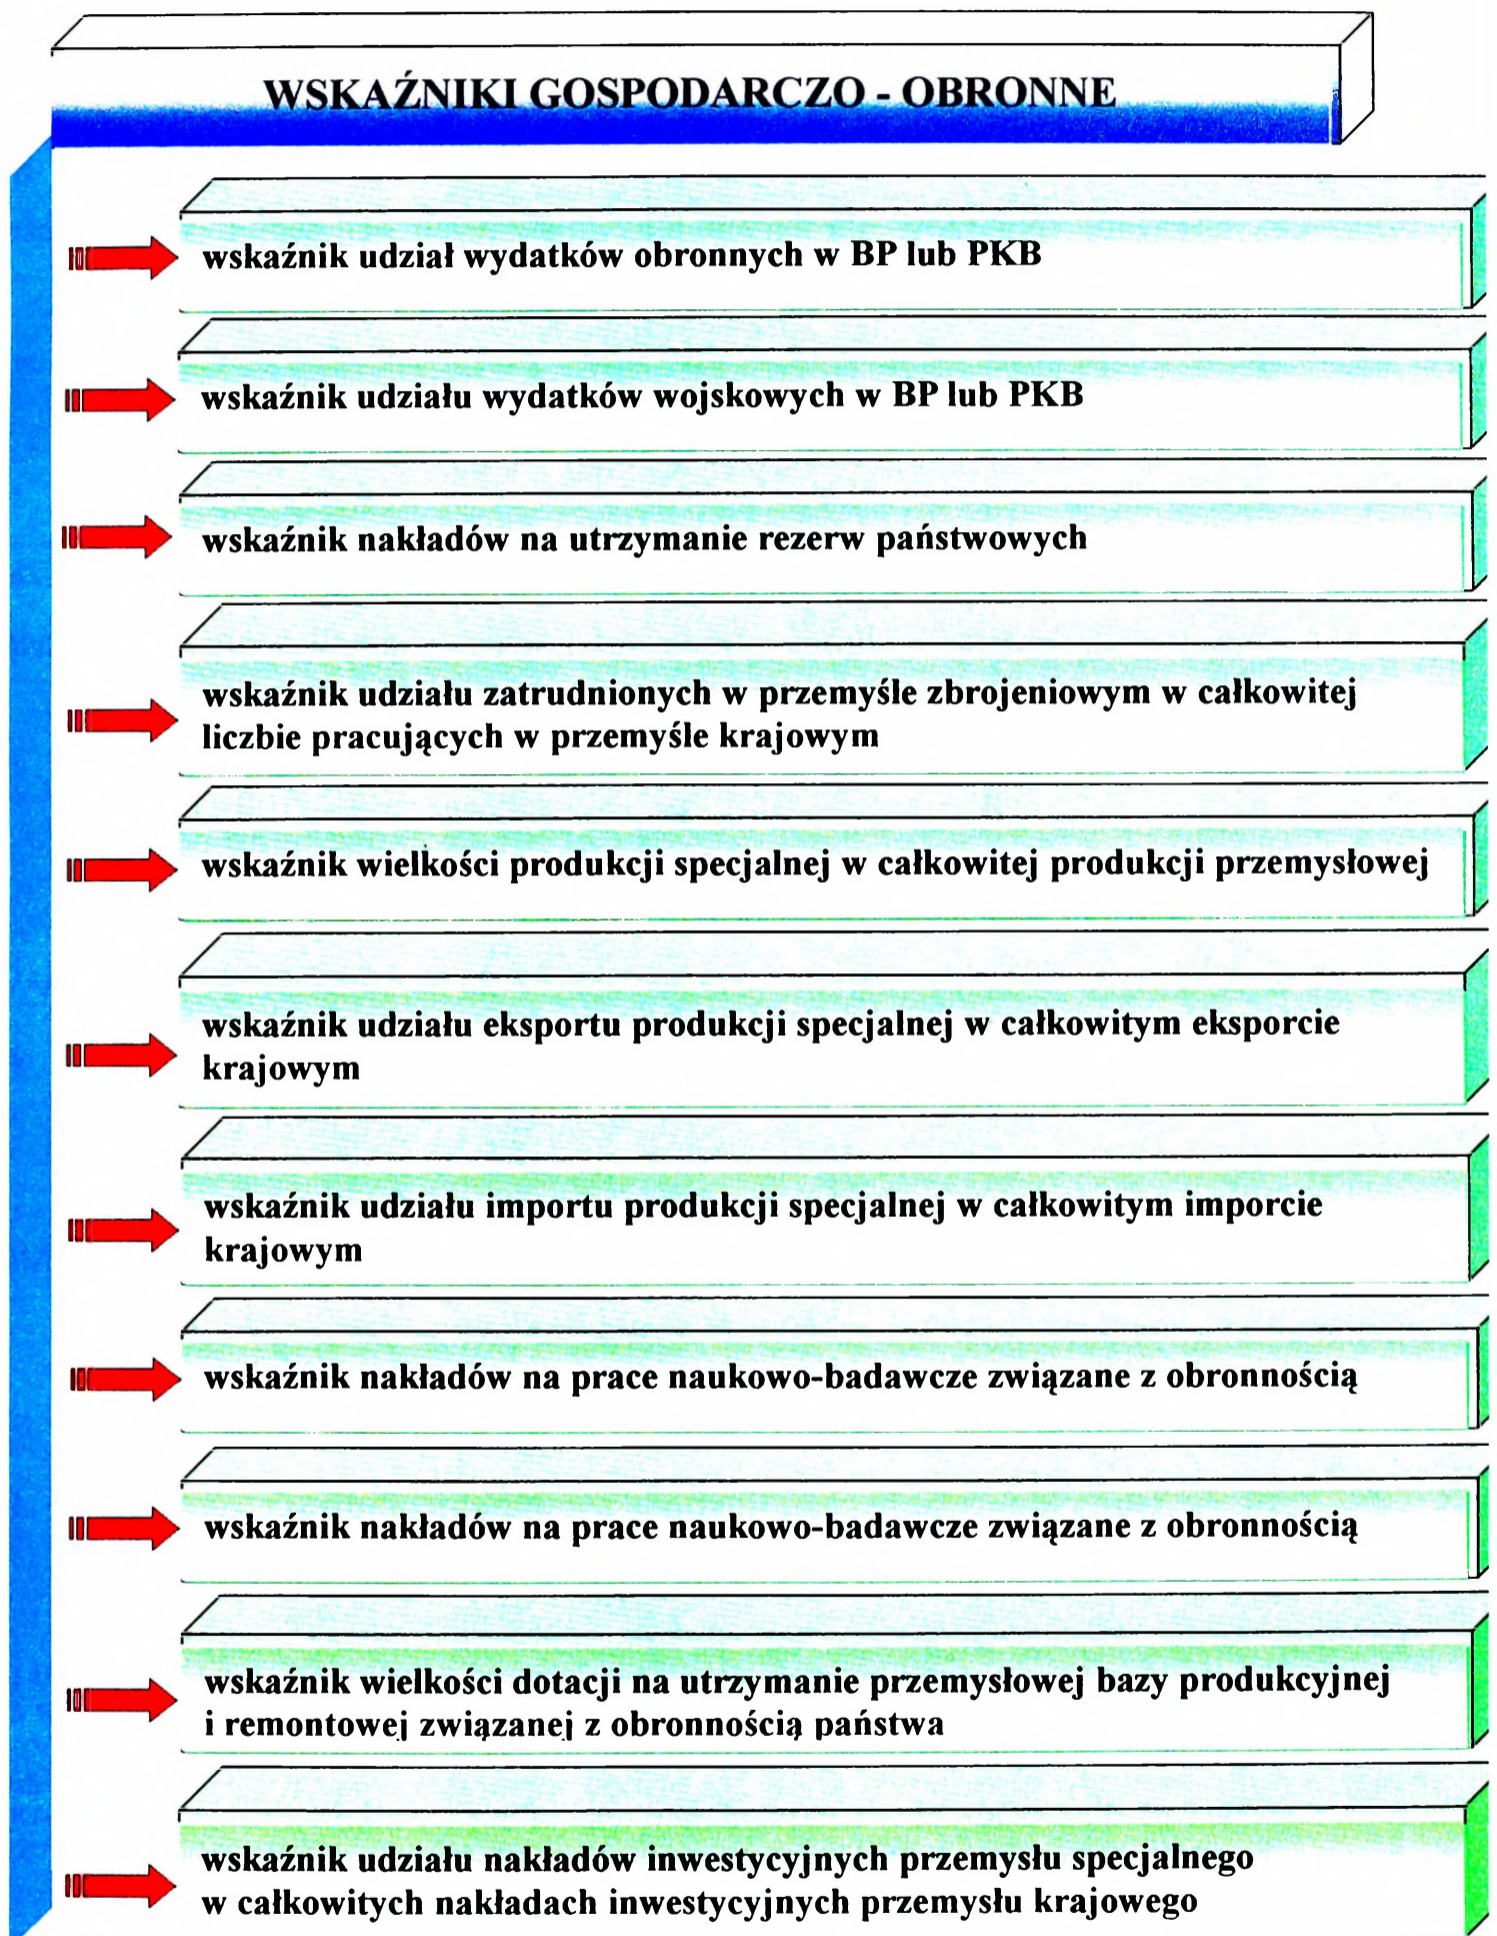 WSKAŹNIKI GOSPODARCZO - OBRONNE
wskaźnik udział wydatków obronnych w BP lub PKB
wskaźnik udziału wydatków wojskowych w BP lub PKB
wskaźnik nakładów na utrzymanie rezerw państwowych
wskaźnik udziału zatrudnionych w przemyśle zbrojeniowym w całkowitej
liczbie pracujących w przemyśle krajowym
wskaźnik wielkości produkcji specjalnej w całkowitej produkcji przemysłowej
wskaźnik udziału eksportu produkcji specjalnej w całkowitym eksporcie
krajowym
wskaźnik udziału importu produkcji specjalnej w całkowitym imporcie
krajowym
wskaźnik nakładów na prace naukowo-badawcze związane z obronnością
wskaźnik nakładów na prace naukowo-badawcze związane z obronnością
wskaźnik wielkości dotacji na utrzymanie przemysłowej bazy produkcyjnej
i remontowej związanej z obronnością państwa
wskaźnik udziału nakładów inwestycyjnych przemysłu specjalnego
w całkowitych nakładach inwestycyjnych przemysłu krajowego